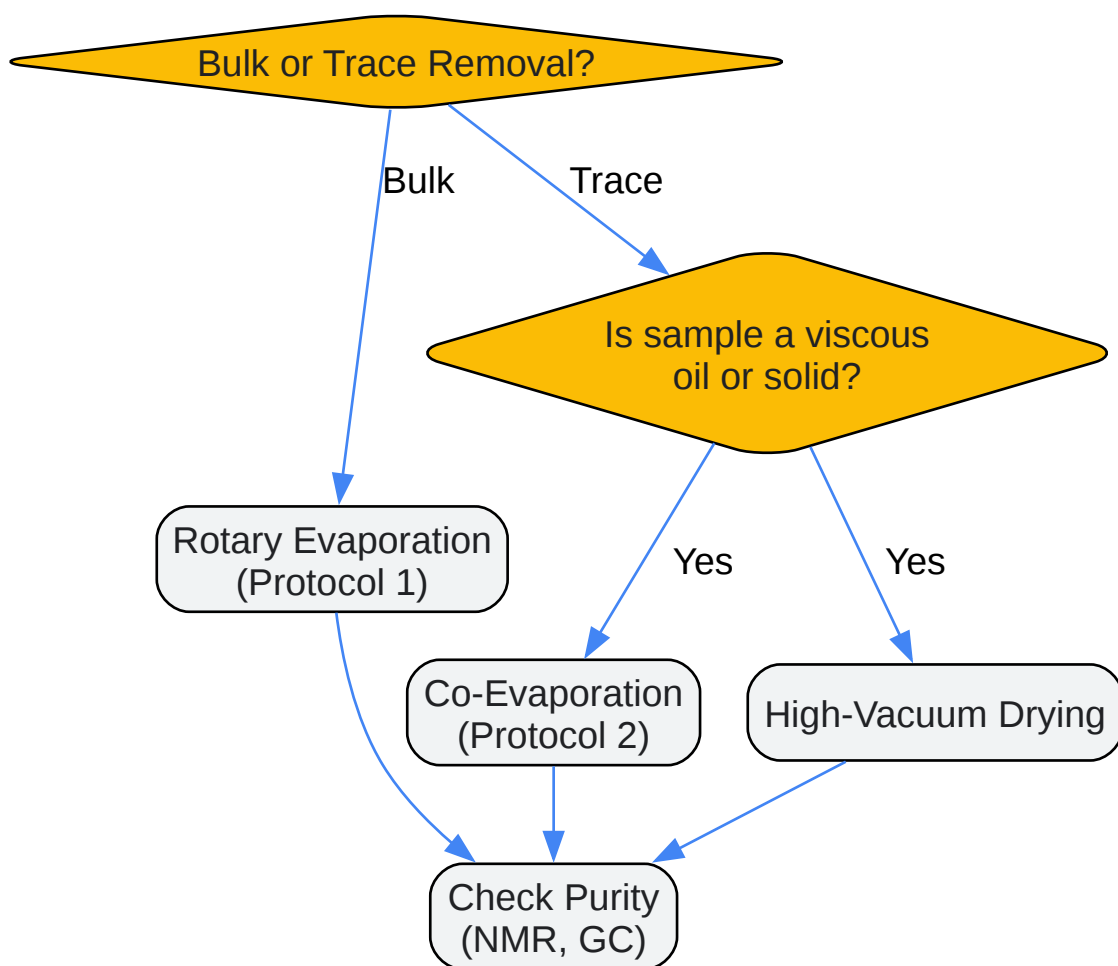 Bulk or Trace Removal?
Bulk
Trace
Is sample a viscous
oil or solid?
Rotary Evaporation
(Protocol 1)
Yes
Yes
Co-Evaporation
(Protocol 2)
High-Vacuum Drying
Check Purity
(NMR, GC)